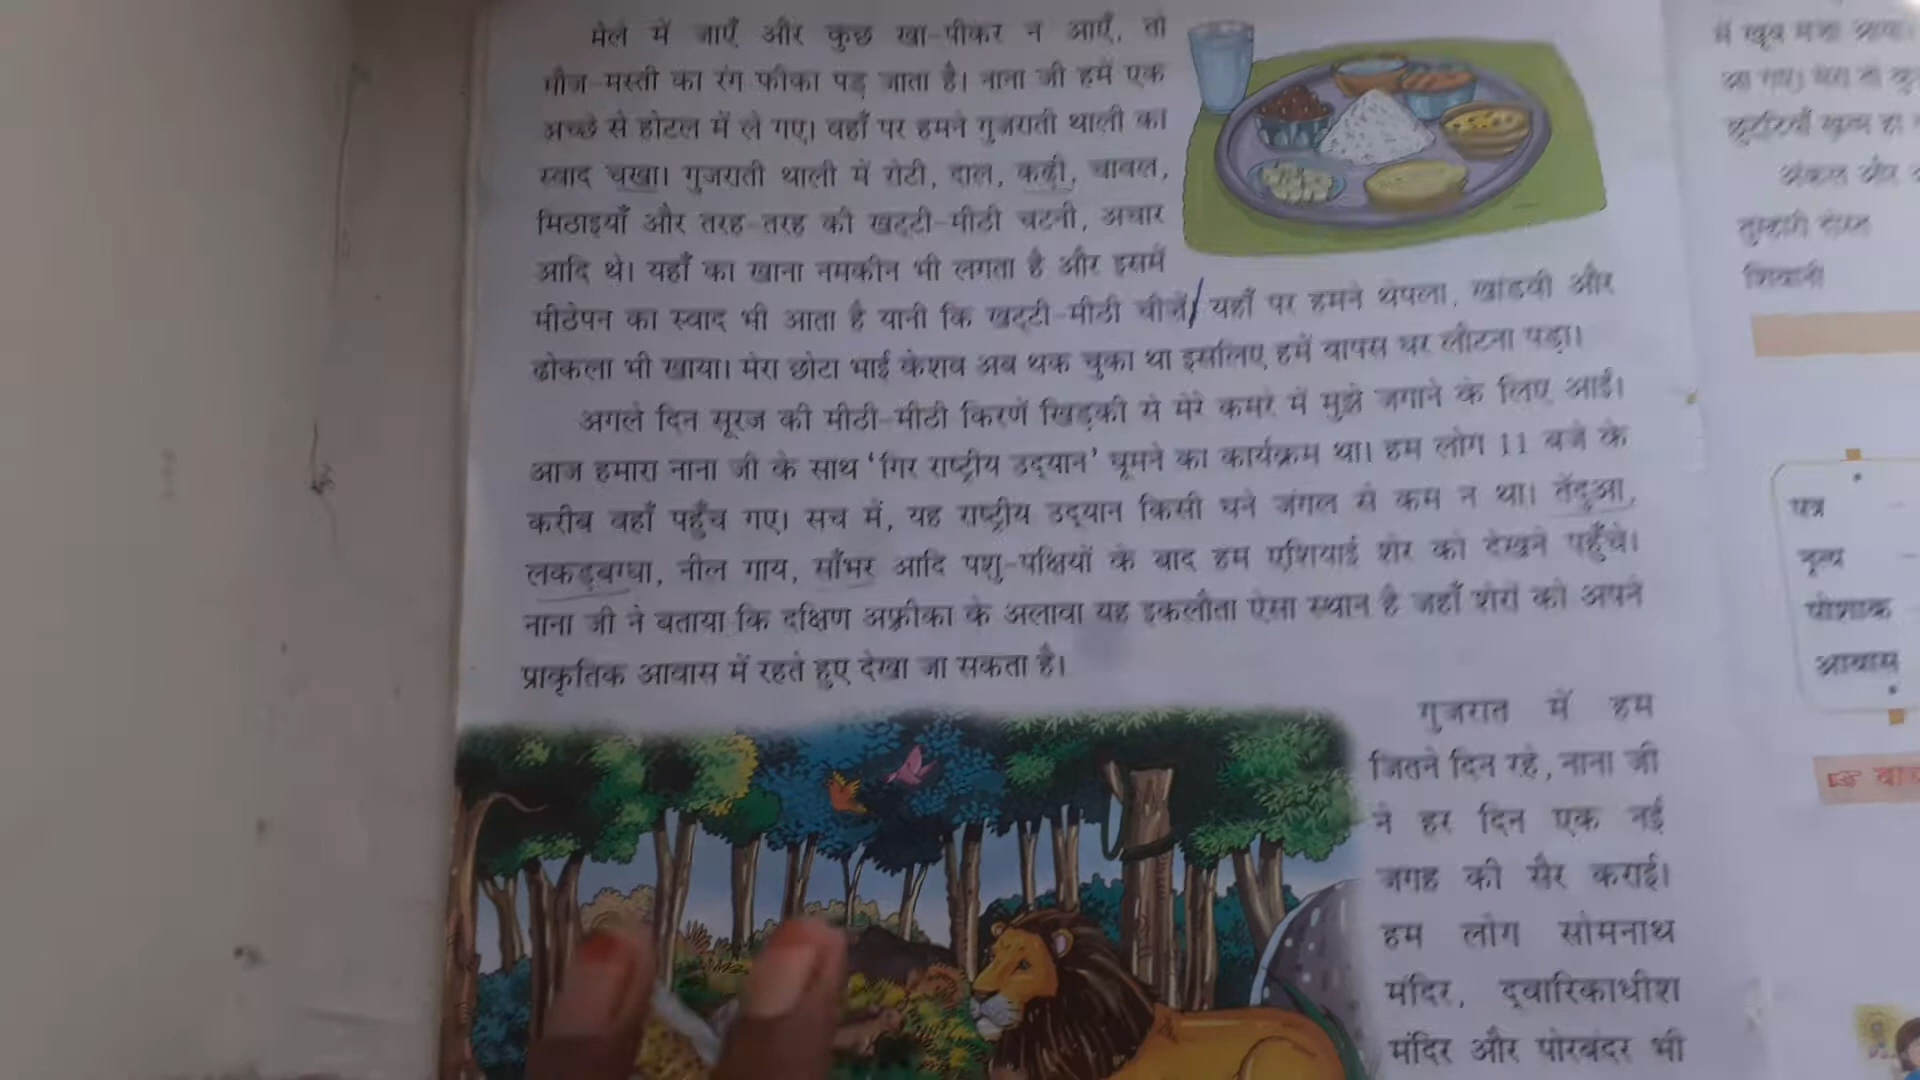 मेले में जाएँ और कुछ खा-पीकर न आएँ, तो
मौज-मस्ती का रंग फीका पड़ जाता है। नाना जी हमें एक
अच्छे से होटल में ले गए। वहाँ पर हमने गुजराती थाली का
स्वाद चखा। गुजराती थाली में रोटी, दाल, कढ़ी, चावल,
मिठाइयाँ और तरह-तरह की खट्‌टी-मीठी चटनी, अचार
आदि थे। यहाँ का खाना नमकीन भी लगता है और इसमें
मीठेपन का स्वाद भी आता है यानी कि खट्‌टी-मीठी चीजें। यहाँ पर हमने थेपला, खांडवी और
ढोकला भी खाया। मेरा छोटा भाई केशव अब थक चुका था इसलिए हमें वापस घर लौटना पड़ा।
अगले दिन सूरज की मीठी-मीठी किरणें खिड़की से मेरे कमरे में मुझे जगाने के लिए आईं।
आज हमारा नाना जी के साथ ‘गिर राष्ट्रीय उद्‌यान’ घूमने का कार्यक्रम था। हम लोग 11 बजे के
करीब वहाँ पहुँच गए। सच में, यह राष्ट्रीय उद्‌यान किसी घने जंगल से कम न था। तेंदुआ,
लकड़बग्घा, नील गाय, साँभर आदि पशु-पक्षियों के बाद हम एशियाई शेर को देखने पहुँचे।
नाना जी ने बताया कि दक्षिण अफ़्रीका के अलावा यह इकलौता ऐसा स्थान है जहाँ शेरों को अपने
प्राकृतिक आवास में रहते हुए देखा जा सकता है।
गुजरात में हम
जितने दिन रहे, नाना जी
ने हर दिन एक नई
जगह की सैर कराई।
हम लोग सोमनाथ
मंदिर, द्‌वारिकाधीश
मंदिर और पोरबंदर भी
में खूब मजा आया।
छुट्‌टियाँ खत्म हो
अंकल और
तुम्हारी
शिवानी
पत्र
नृत्य
पोशाक
आवास